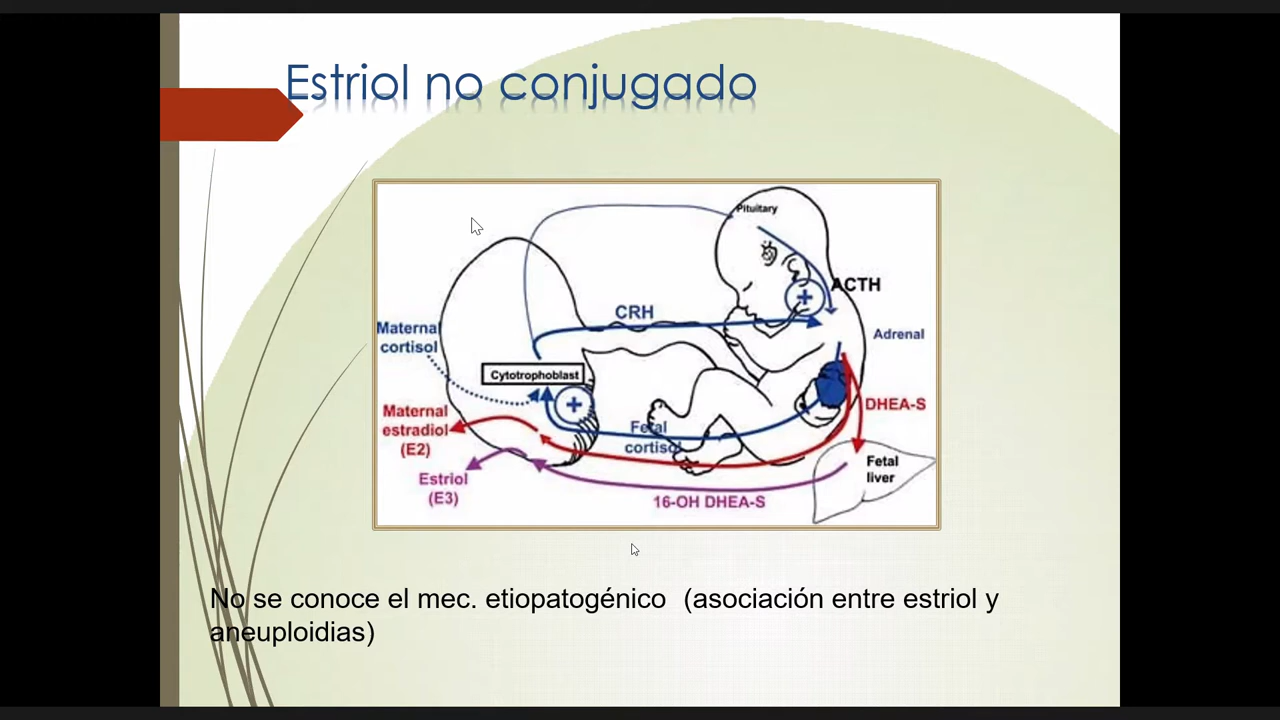 Estriol no conjugado
Pituitary
ACTH
CRH
Adrenal
Maternal
cortisol
Cytotrophoblast
DHEA-S
Maternal
estradiol
(E2)
Fetal
cortisol
Fetal
liver
Estriol
(E3)
16-OH DHEA-S
No se conoce el mec. etiopatogénico (asociación entre estriol y
aneuploidias)